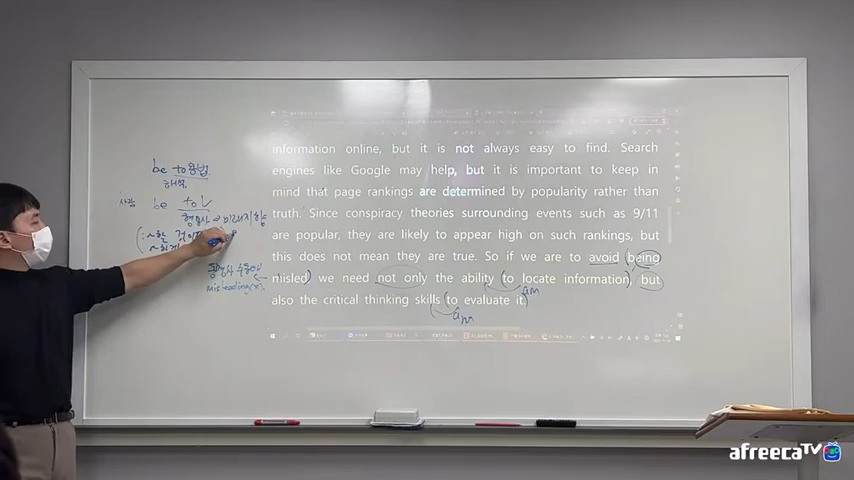 information online, but it is not always easy to find. Search
engines like Google may help, but it is important to keep in
mind that page rankings are determined by popularity rather than
truth. Since conspiracy theories surrounding events such as 9/11
are popular, they are likely to appear high on such rankings, but
this does not mean they are true. So if we are to avoid (being
misled) we need not only the ability (to locate information), but
also the critical thinking skills (to evaluate it.)
be to용법
해석
사람 be to V
형용사 ⇒ 미래지향
misleading(x)
afreecaTV